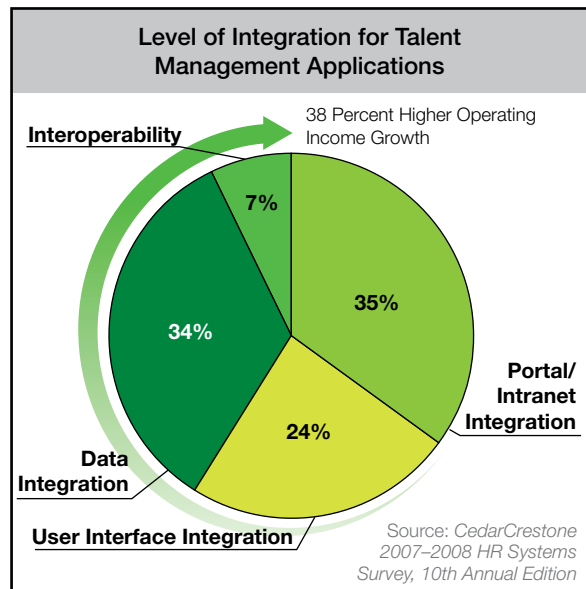 Level of Integration for Talent
Management Applications
38 Percent Higher Operating
Income Growth
Interoperability
7%
35%
34%
24%
Portal/
Intranet
Integration
Data
Integration
User Interface Integration
Source: CedarCrestone
2007–2008 HR Systems
Survey, 10th Annual Edition